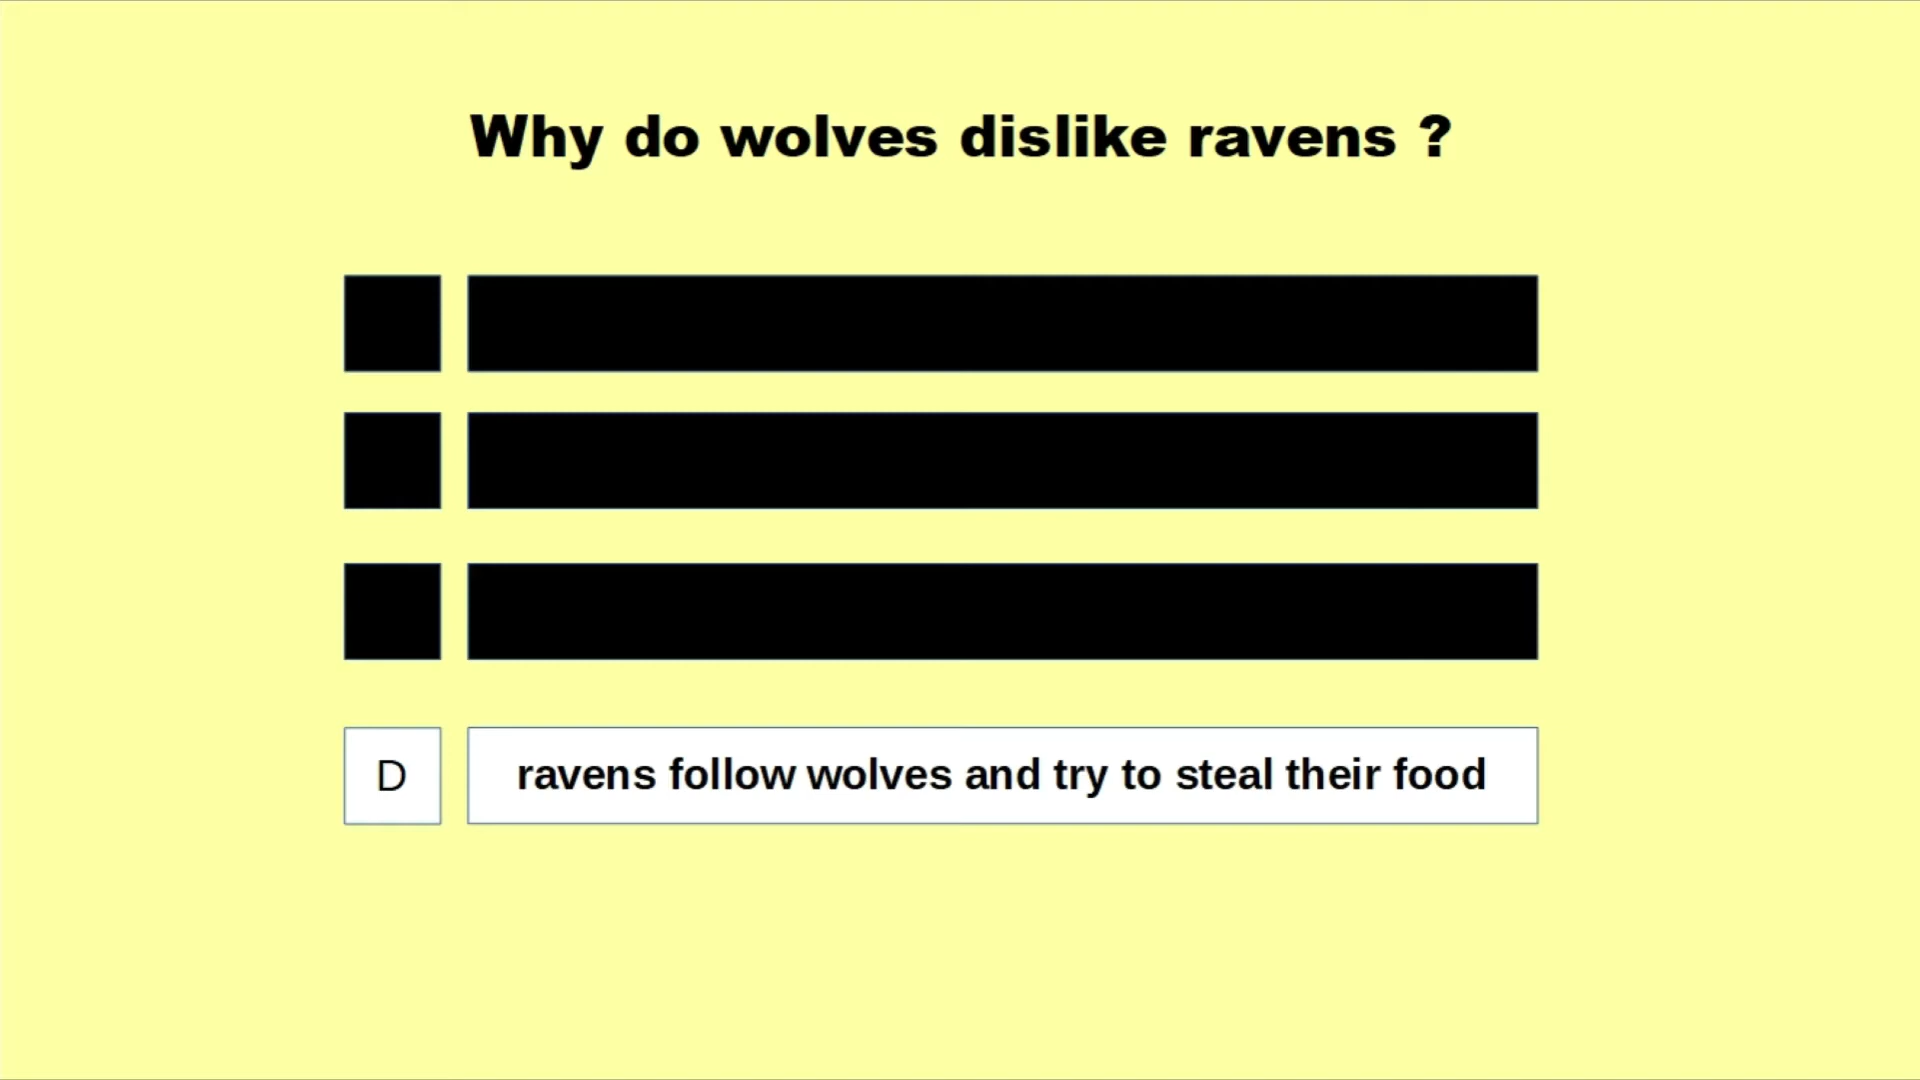 Why do wolves dislike ravens ?
D ravens follow wolves and try to steal their food